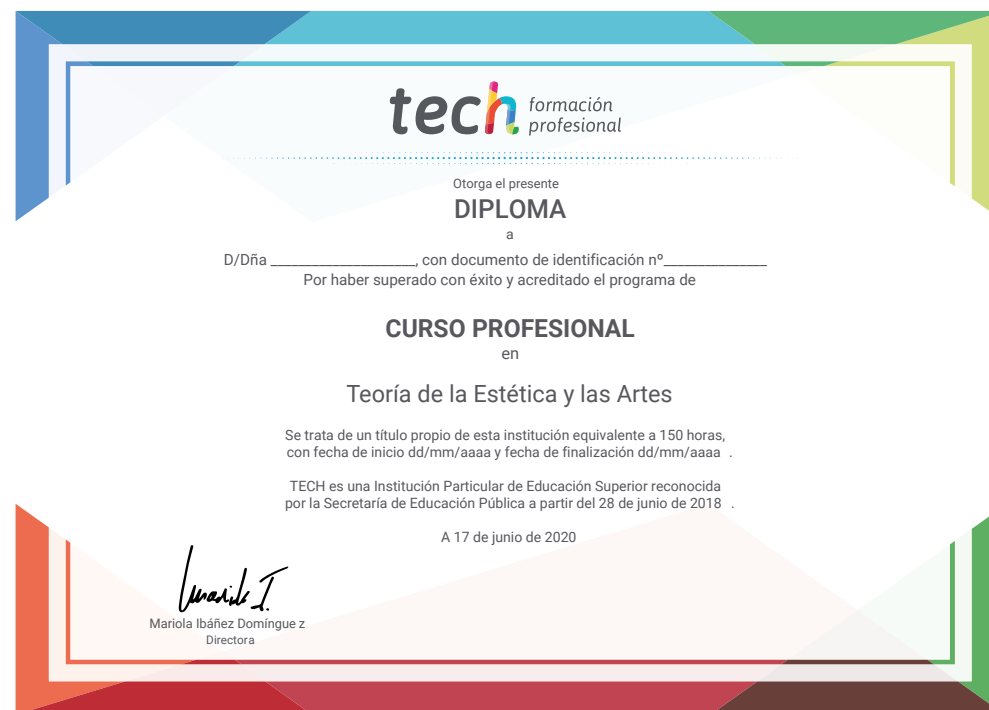 tech formación
profesional
Otorga el presente
DIPLOMA
a
D/Dña ___________________, con documento de identificación nº______________
Por haber superado con éxito y acreditado el programa de
CURSO PROFESIONAL
en
Teoría de la Estética y las Artes
Se trata de un título propio de esta institución equivalente a 150 horas,
con fecha de inicio dd/mm/aaaa y fecha de finalización dd/mm/aaaa .
TECH es una Institución Particular de Educación Superior reconocida
por la Secretaría de Educación Pública a partir del 28 de junio de 2018 .
A 17 de junio de 2020
Mariola Ibáñez Domíngue z
Directora